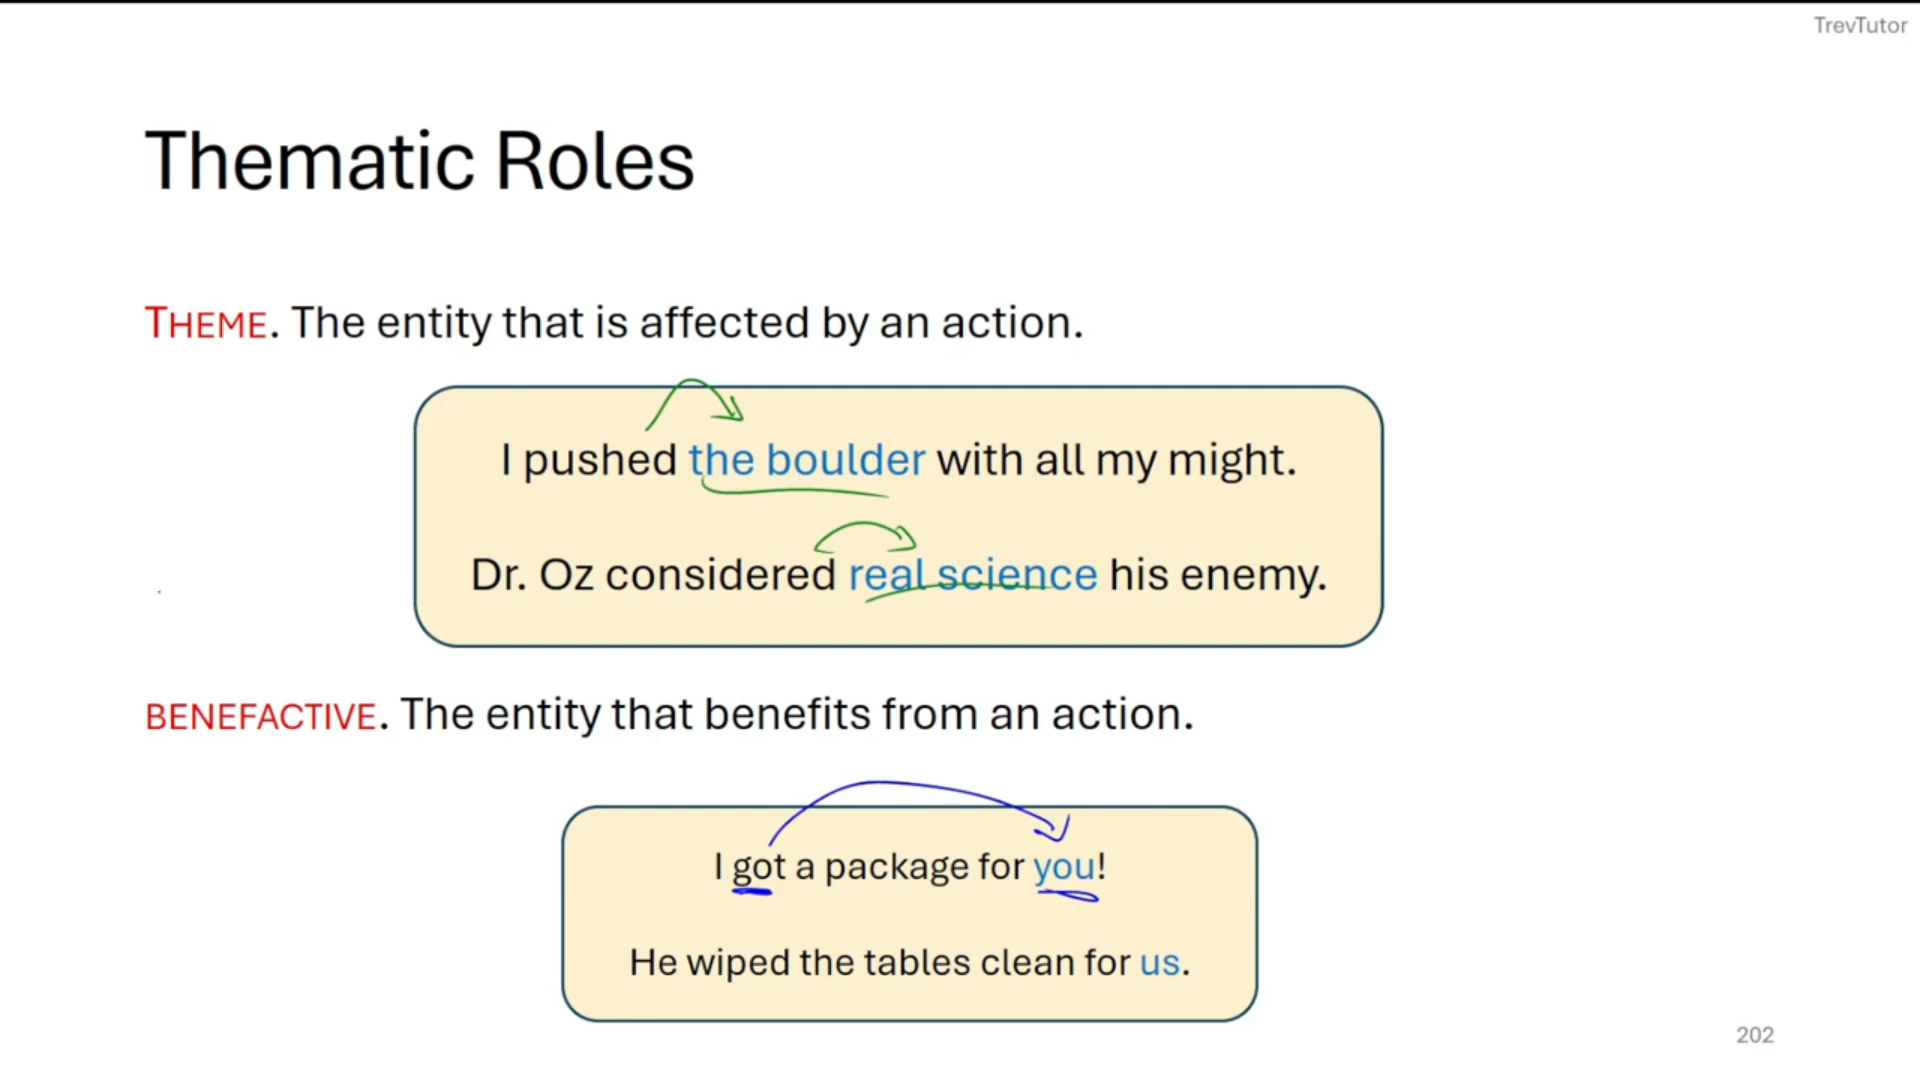 TrevTutor
Thematic Roles
THEME. The entity that is affected by an action.
I pushed the boulder with all my might.
Dr. Oz considered real science his enemy.
BENEFACTIVE. The entity that benefits from an action.
I got a package for you!
He wiped the tables clean for us.
202